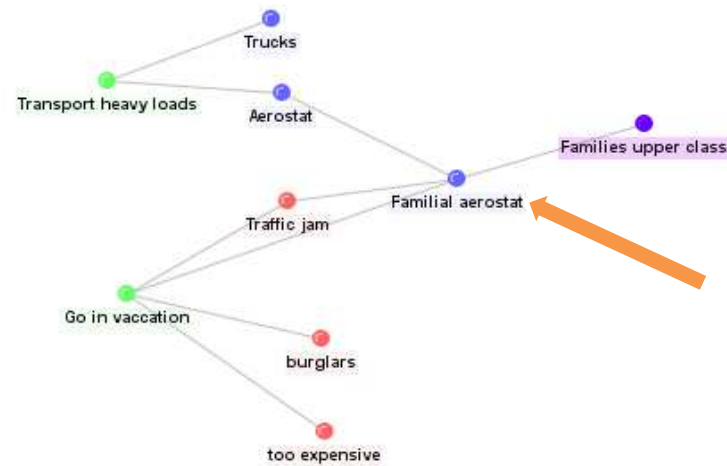 Trucks
Transport heavy loads
Aerostat
Families upper class
Familial aerostat
Traffic jam
Go in vaccation
burglars
too expensive